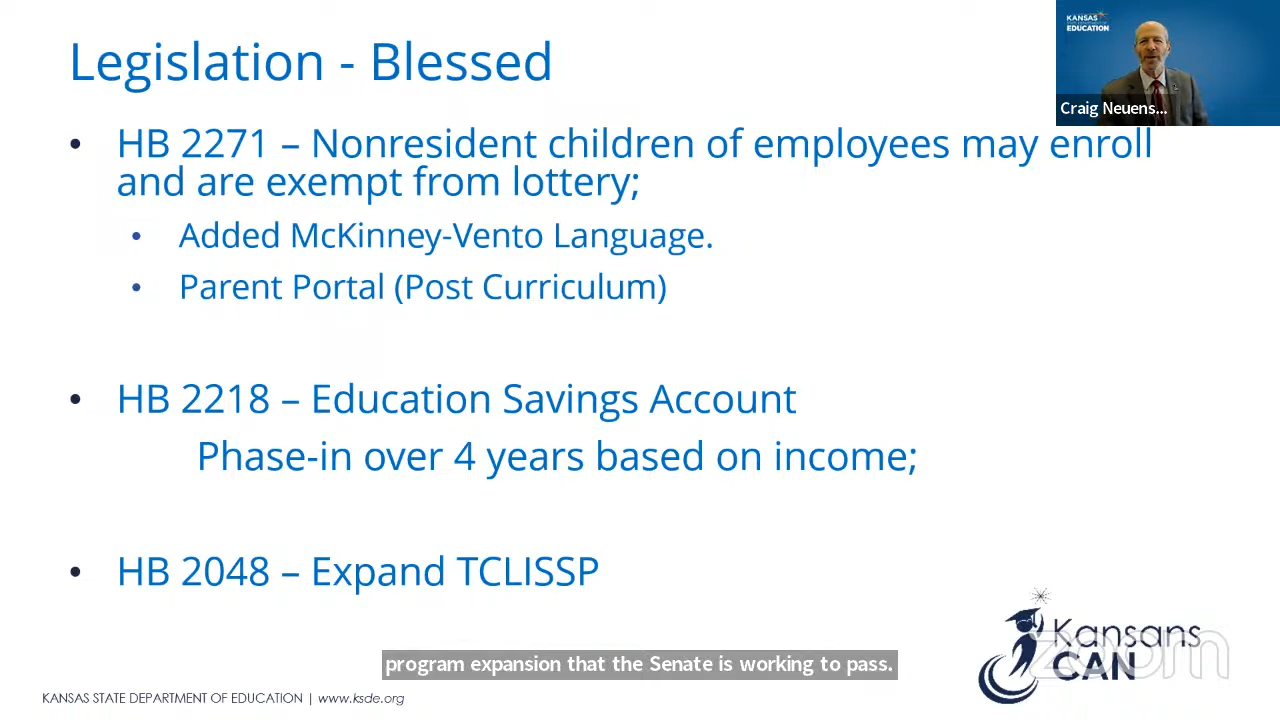 Legislation - Blessed
KANSAS
EDUCATION
Craig Neuens...
• HB 2271 – Nonresident children of employees may enroll
and are exempt from lottery;
• Added McKinney-Vento Language.
• Parent Portal (Post Curriculum)
• HB 2218 – Education Savings Account
Phase-in over 4 years based on income;
• HB 2048 – Expand TCLISSP
program expansion that the Senate is working to pass.
Kansans
CAN
zoom
KANSAS STATE DEPARTMENT OF EDUCATION | www.ksde.org